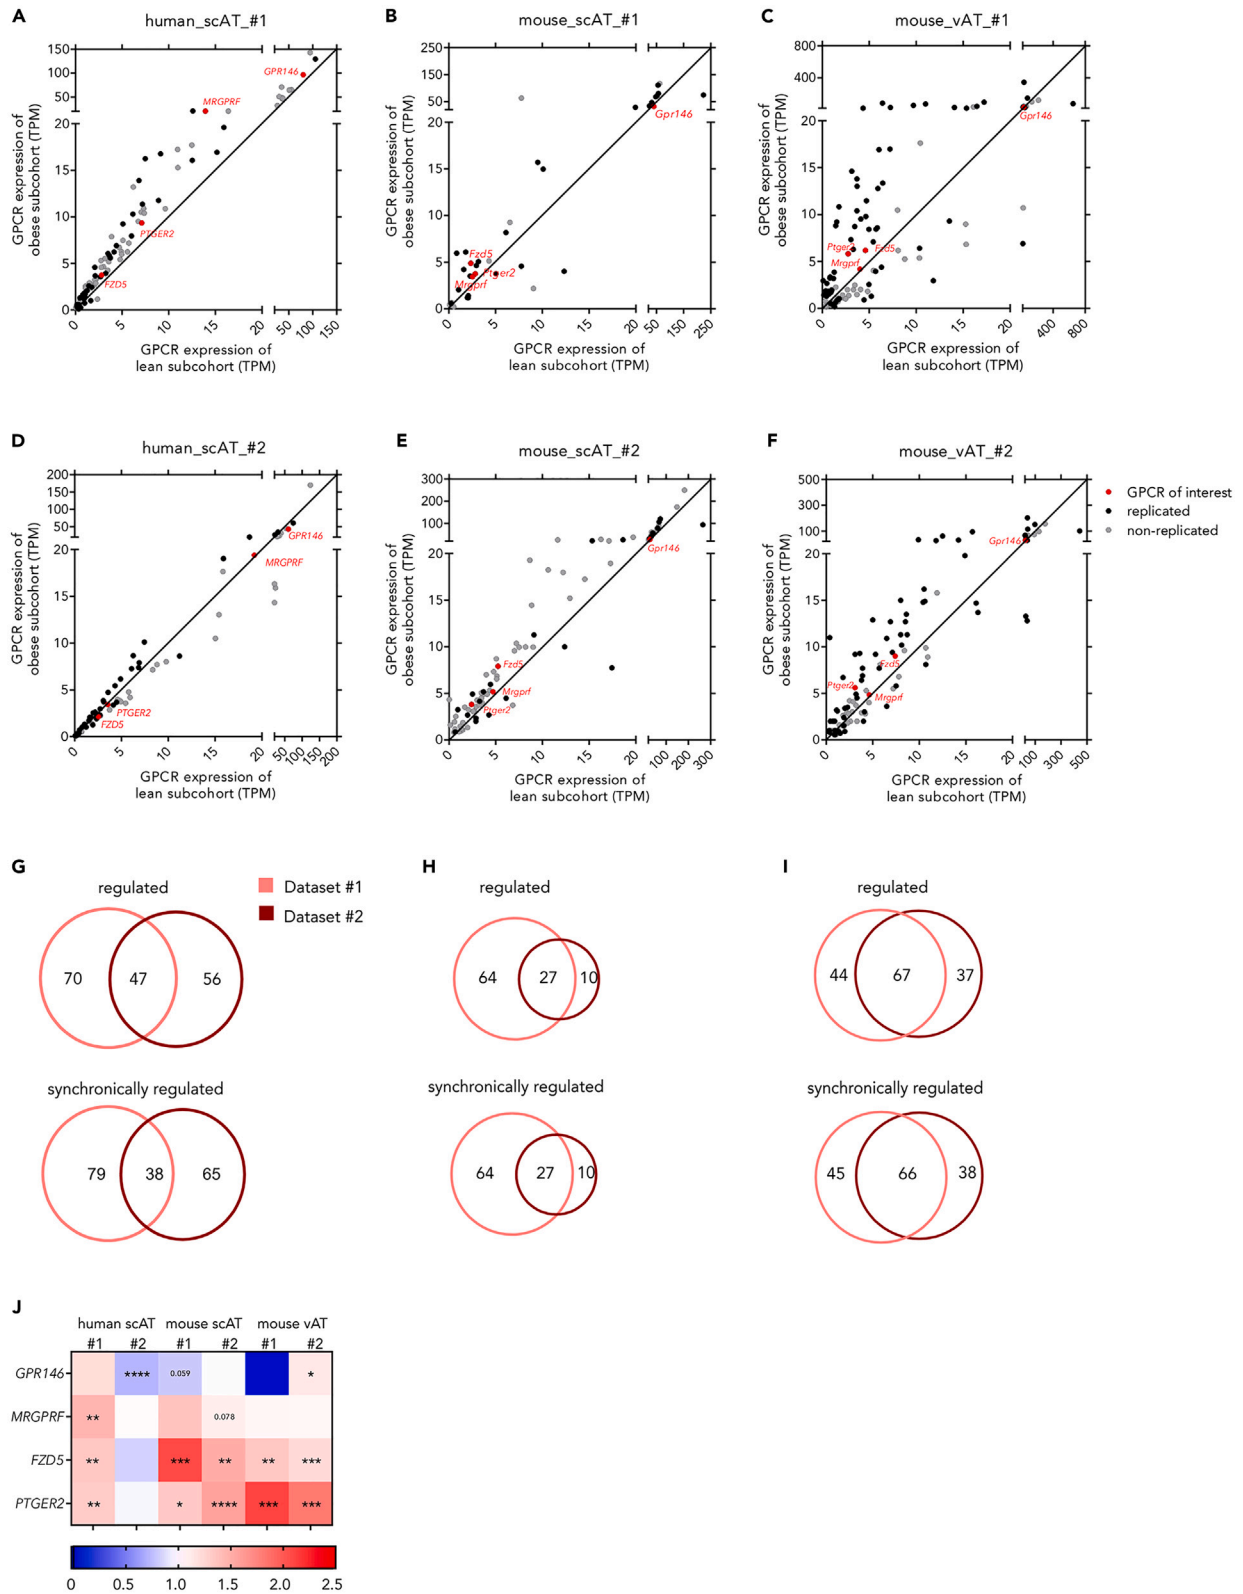 A
human_scAT_#1
GPCR expression of
obese subcohort (TPM)
150
100
50
20
15
10
5
0
GPR146
MRGPRF
PTGER2
FZD5
0
5
10
15
20
50
100
150
GPCR expression of
lean subcohort (TPM)
B
mouse_scAT_#1
GPCR expression of
obese subcohort (TPM)
250
150
50
20
15
10
5
0
Gpr146
Fzd5
Ptger2
Mrgprf
0
5
10
15
20
50
150
250
GPCR expression of
lean subcohort (TPM)
C
mouse_vAT_#1
GPCR expression of
obese subcohort (TPM)
800
400
20
15
10
5
0
Gpr146
Ptger2
Fzd5
Mrgprf
0
5
10
15
20
400
800
GPCR expression of
lean subcohort (TPM)
D
human_scAT_#2
GPCR expression of
obese subcohort (TPM)
200
150
100
50
20
15
10
5
0
GPR146
MRGPRF
PTGER2
FZD5
0
5
10
15
20
50
100
150
200
GPCR expression of
lean subcohort (TPM)
E
mouse_scAT_#2
GPCR expression of
obese subcohort (TPM)
300
200
100
20
15
10
5
0
Gpr146
Fzd5
Mrgprf
Ptger2
0
5
10
15
20
100
200
300
GPCR expression of
lean subcohort (TPM)
F
mouse_vAT_#2
GPCR expression of
obese subcohort (TPM)
500
300
100
20
15
10
5
0
Gpr146
Fzd5
Ptger2
Mrgprf
0
5
10
15
20
100
300
500
GPCR expression of
lean subcohort (TPM)
GPCR of interest
replicated
non-replicated
G
regulated
70 47 56
Dataset #1
Dataset #2
synchronically regulated
79 38 65
H
regulated
64 27 10
synchronically regulated
64 27 10
I
regulated
44 67 37
synchronically regulated
45 66 38
J
human scAT mouse scAT mouse vAT
#1 #2 #1 #2 #1 #2
GPR146 **** 0.059 *
MRGPRF ** 0.078
FZD5 ** *** ** ** ***
PTGER2 ** * **** *** ***
0 0.5 1.0 1.5 2.0 2.5